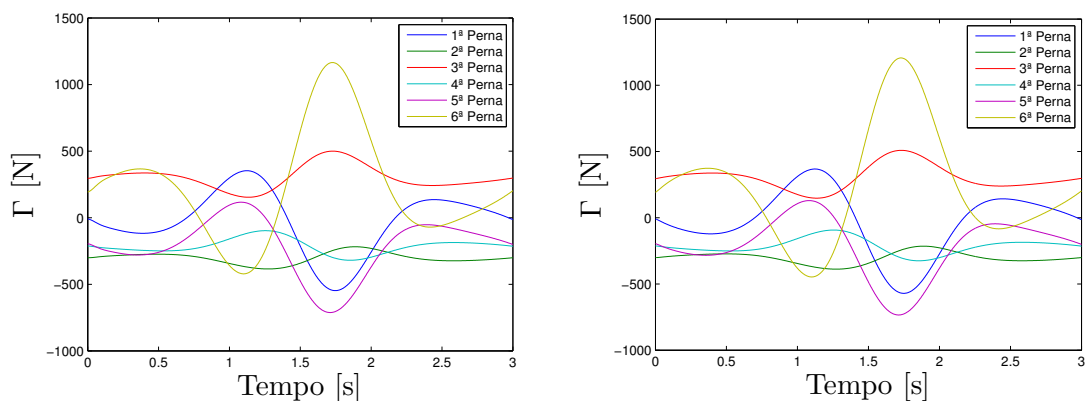 1500
1000
500
0
−500
−1000
0
0.5
1
1.5
2
2.5
3
Γ [N]
Tempo [s]
1ª Perna
2ª Perna
3ª Perna
4ª Perna
5ª Perna
6ª Perna
1500
1000
500
0
−500
−1000
0
0.5
1
1.5
2
2.5
3
Γ [N]
Tempo [s]
1ª Perna
2ª Perna
3ª Perna
4ª Perna
5ª Perna
6ª Perna